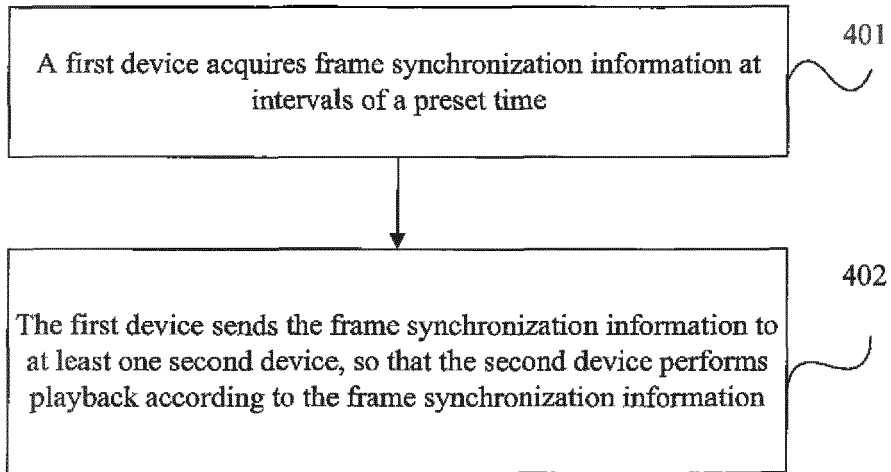 401
A first device acquires frame synchronization information at
intervals of a preset time
402
The first device sends the frame synchronization information to
at least one second device, so that the second device performs
playback according to the frame synchronization information